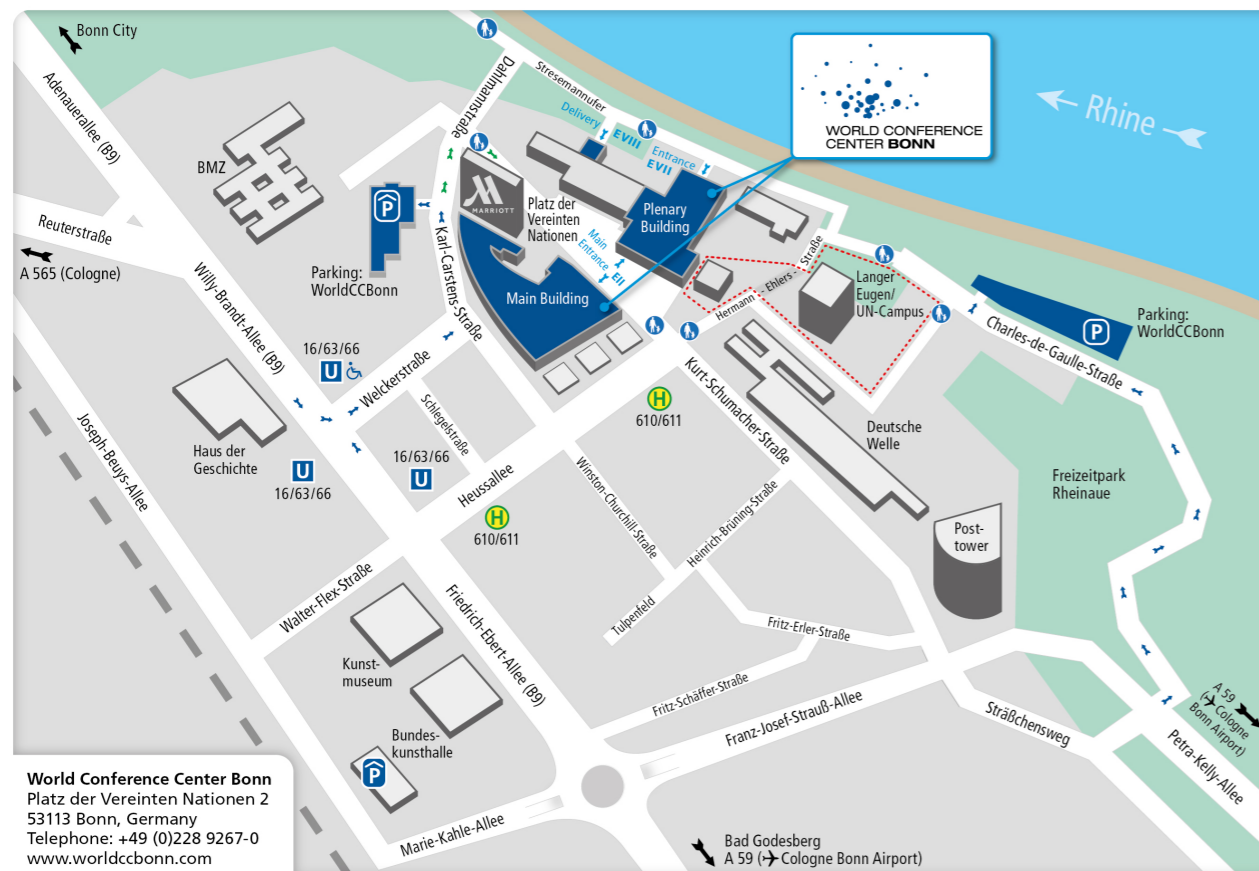 Bonn City
Adenauerallee (B9)
BMZ
Reuterstraße
A 565 (Cologne)
Willy-Brandt-Allee (B9)
Joseph-Beuys-Allee
Haus der
Geschichte
16/63/66
U
U
16/63/66
16/63/66
U
Welckerstraße
Schlegelstraße
Parking:
WorldCCBonn
P
Karl-Carstens-Straße
Dahlmannstraße
Stresemannufer
Delivery
EVIII
Entrance
EVII
MARRIOTT
Platz der
Vereinten
Nationen
Plenary
Building
Main
Entrance
EII
Main Building
WORLD CONFERENCE
CENTER BONN
Rhine
Hermann - Ehlers - Straße
Langer
Eugen/
UN-Campus
Charles-de-Gaulle-Straße
P
Parking:
WorldCCBonn
Kurt-Schumacher-Straße
H
610/611
Deutsche
Welle
Heussallee
H
610/611
Winston-Churchill-Straße
Heinrich-Brüning-Straße
Tulpenfeld
Freizeitpark
Rheinaue
Post-
tower
Walter-Flex-Straße
Friedrich-Ebert-Allee (B9)
Kunst-
museum
Bundes-
kunsthalle
P
Fritz-Erler-Straße
Fritz-Schäffer-Straße
Franz-Josef-Strauß-Allee
Sträßchensweg
A 59
(Cologne
Bonn Airport)
Petra-Kelly-Allee
Marie-Kahle-Allee
Bad Godesberg
A 59 (Cologne Bonn Airport)
World Conference Center Bonn
Platz der Vereinten Nationen 2
53113 Bonn, Germany
Telephone: +49 (0)228 9267-0
www.worldccbonn.com